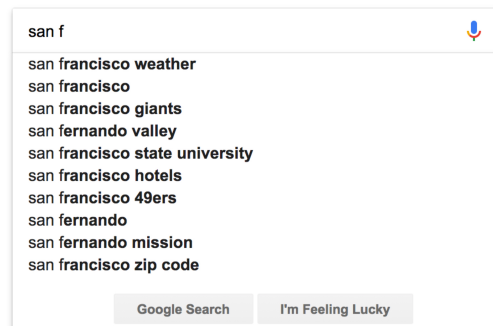 san f
san francisco weather
san francisco
san francisco giants
san fernando valley
san francisco state university
san francisco hotels
san francisco 49ers
san fernando
san fernando mission
san francisco zip code
Google Search I'm Feeling Lucky